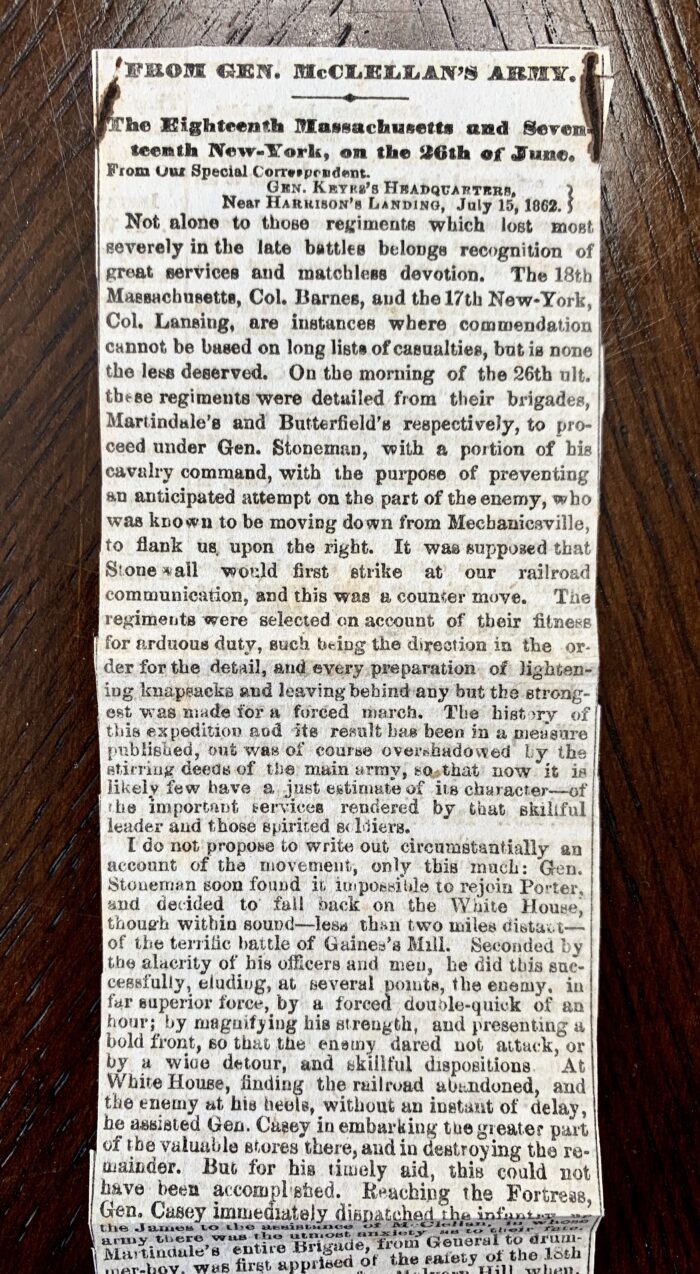 FROM GEN. McCLELLAN'S ARMY.
The Eighteenth Massachusetts and Seven-
teenth New-York, on the 26th of June.
From Our Special Correspondent.
GEN. KEYES'S HEADQUARTERS,
Near HARRISON'S LANDING, July 15, 1862.
Not alone to those regiments which lost most
severely in the late battles belongs recognition of
great services and matchless devotion. The 18th
Massachusetts, Col. Barnes, and the 17th New-York,
Col. Lansing, are instances where commendation
cannot be based on long lists of casualties, but is none
the less deserved. On the morning of the 26th ult.
these regiments were detailed from their brigades,
Martindale's and Butterfield's respectively, to pro-
ceed under Gen. Stoneman, with a portion of his
cavalry command, with the purpose of preventing
an anticipated attempt on the part of the enemy, who
was known to be moving down from Mechanicsville,
to flank us upon the right. It was supposed that
Stonewall would first strike at our railroad
communication, and this was a counter move. The
regiments were selected on account of their fitness
for arduous duty, such being the direction in the or-
der for the detail, and every preparation of lighten-
ing knapsacks and leaving behind any but the strong-
est was made for a forced march. The history of
this expedition and its result has been in a measure
published, but was of course overshadowed by the
stirring deeds of the main army, so that now it is
likely few have a just estimate of its character—of
the important services rendered by that skillful
leader and those spirited soldiers.
I do not propose to write out circumstantially an
account of the movement, only this much: Gen.
Stoneman soon found it impossible to rejoin Porter,
and decided to fall back on the White House,
though within sound—less than two miles distant—
of the terrific battle of Gaines's Mill. Seconded by
the alacrity of his officers and men, he did this suc-
cessfully, eluding, at several points, the enemy, in
far superior force, by a forced double-quick of an
hour; by magnifying his strength, and presenting a
bold front, so that the enemy dared not attack, or
by a wide detour, and skillful dispositions. At
White House, finding the railroad abandoned, and
the enemy at his heels, without an instant of delay,
he assisted Gen. Casey in embarking the greater part
of the valuable stores there, and in destroying the re-
mainder. But for his timely aid, this could not
have been accomplished. Reaching the Fortress,
Gen. Casey immediately dispatched the infantry
the James to the assistance of McClellan, in whose
army there was the utmost anxiety as to their fate.
Martindale's entire Brigade, from General to drum-
mer-boy, was first apprised of the safety of the 18th
Malvern Hill, when,